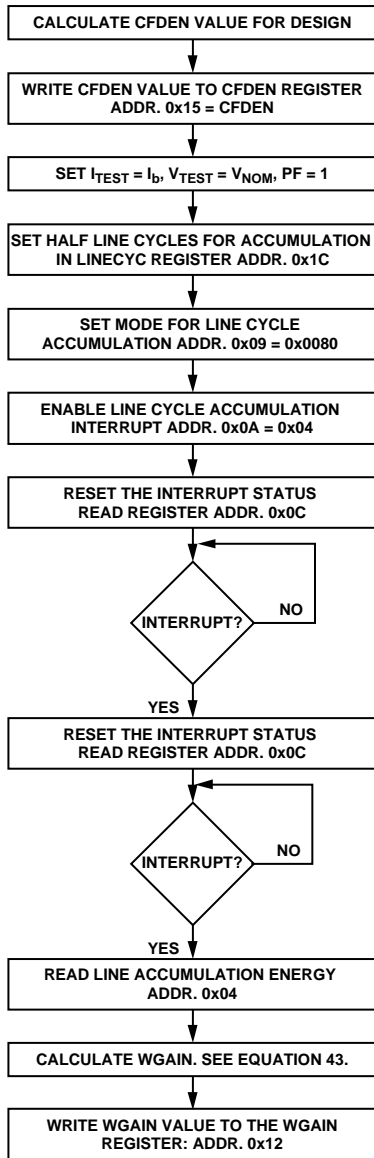 CALCULATE CFDEN VALUE FOR DESIGN
WRITE CFDEN VALUE TO CFDEN REGISTER
ADDR. 0x15 = CFDEN
SET I_TEST = I_b, V_TEST = V_NOM, PF = 1
SET HALF LINE CYCLES FOR ACCUMULATION
IN LINECYC REGISTER ADDR. 0x1C
SET MODE FOR LINE CYCLE
ACCUMULATION ADDR. 0x09 = 0x0080
ENABLE LINE CYCLE ACCUMULATION
INTERRUPT ADDR. 0x0A = 0x04
RESET THE INTERRUPT STATUS
READ REGISTER ADDR. 0x0C
INTERRUPT?
NO
YES
RESET THE INTERRUPT STATUS
READ REGISTER ADDR. 0x0C
INTERRUPT?
NO
YES
READ LINE ACCUMULATION ENERGY
ADDR. 0x04
CALCULATE WGAIN. SEE EQUATION 43.
WRITE WGAIN VALUE TO THE WGAIN
REGISTER: ADDR. 0x12